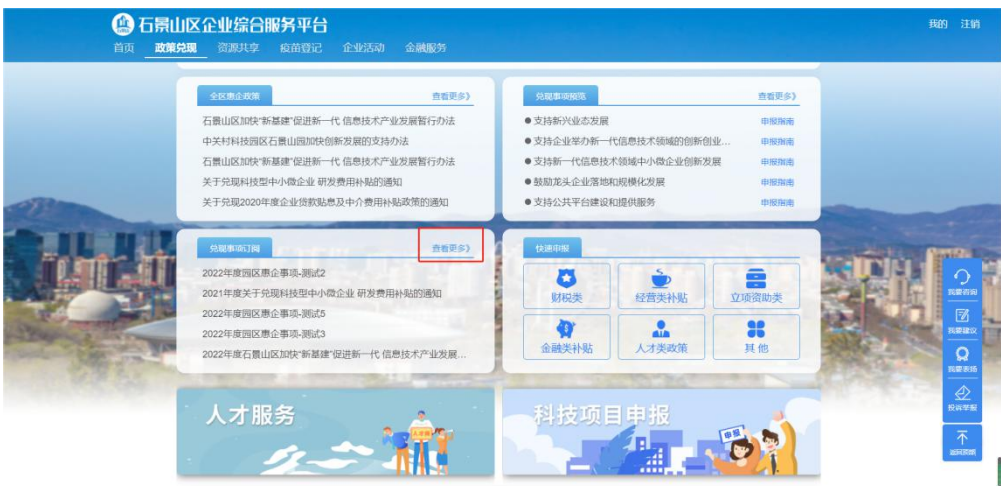 石景山区企业综合服务平台
我的 注销
首页 政策兑现 资源共享 疫苗登记 企业活动 金融服务
全区惠企政策 查看更多》
石景山区加快“新基建”促进新一代 信息技术产业发展暂行办法
中关村科技园区石景山园加快创新发展的支持办法
石景山区加快“新基建”促进新一代 信息技术产业发展暂行办法
关于兑现科技型中小微企业 研发费用补贴的通知
关于兑现2020年度企业贷款贴息及中介费用补贴政策的通知
兑现事项预览 查看更多》
支持新兴业态发展 申报指南
支持企业举办新一代信息技术领域的创新创业... 申报指南
支持新一代信息技术领域中小微企业创新发展 申报指南
鼓励龙头企业落地和规模化发展 申报指南
支持公共平台建设和提供服务 申报指南
兑现事项订阅 查看更多》
2022年度园区惠企事项-测试2
2021年度关于兑现科技型中小微企业 研发费用补贴的通知
2022年度园区惠企事项-测试5
2022年度园区惠企事项-测试3
2022年度石景山区加快“新基建”促进新一代 信息技术产业发展...
快速申报
财税类 经营类补贴 立项资助类
金融类补贴 人才类政策 其他
人才服务
科技项目申报
申报
我要咨询
我要建议
我要表扬
投诉举报
返回顶部